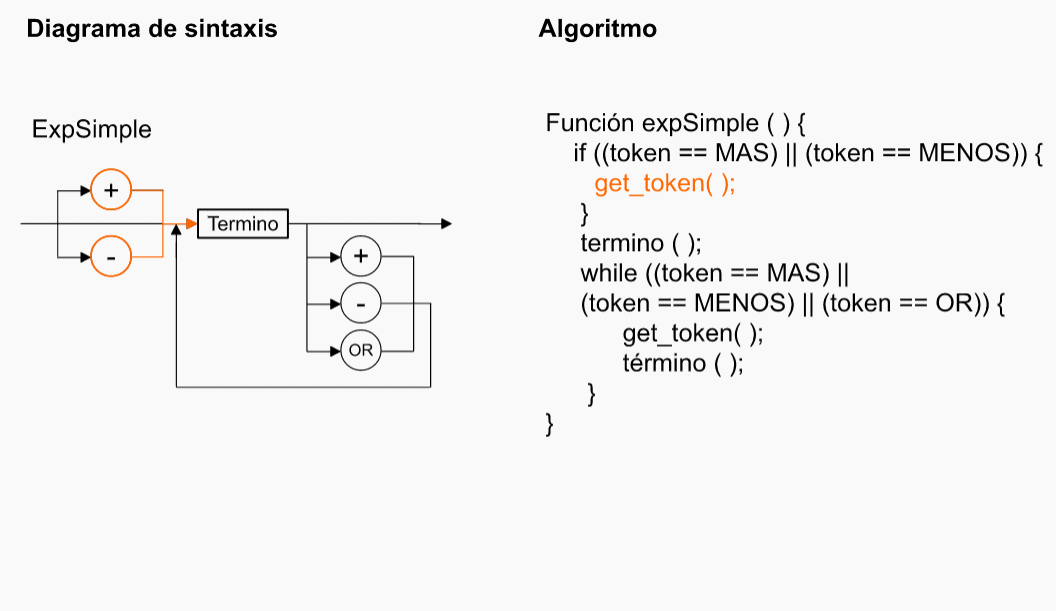 Diagrama de sintaxis
ExpSimple
+
-
Termino
+
-
OR
Algoritmo
Función expSimple ( ) {
if ((token == MAS) || (token == MENOS)) {
get_token( );
}
termino ( );
while ((token == MAS) ||
(token == MENOS) || (token == OR)) {
get_token( );
término ( );
}
}